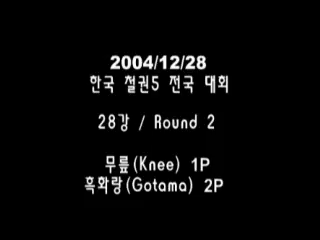 2004/12/28
한국 철권5 전국 대회
28강 / Round 2
무릎(Knee) 1P
흑화랑(Gotama) 2P